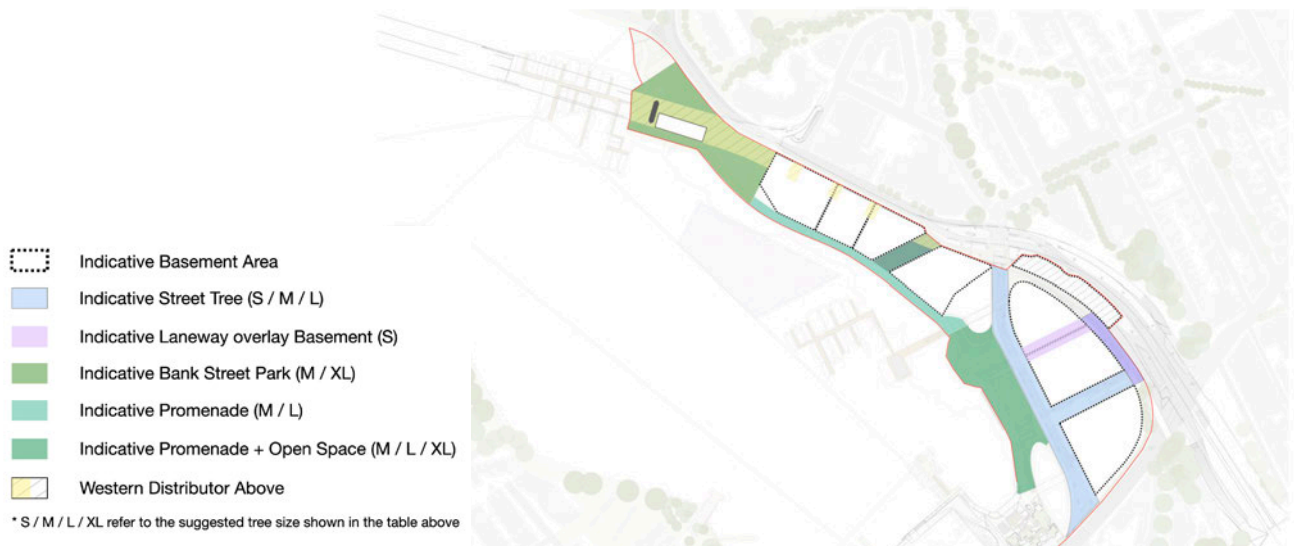 Indicative Basement Area
Indicative Street Tree (S / M / L)
Indicative Laneway overlay Basement (S)
Indicative Bank Street Park (M / XL)
Indicative Promenade (M / L)
Indicative Promenade + Open Space (M / L / XL)
Western Distributor Above
* S / M / L / XL refer to the suggested tree size shown in the table above